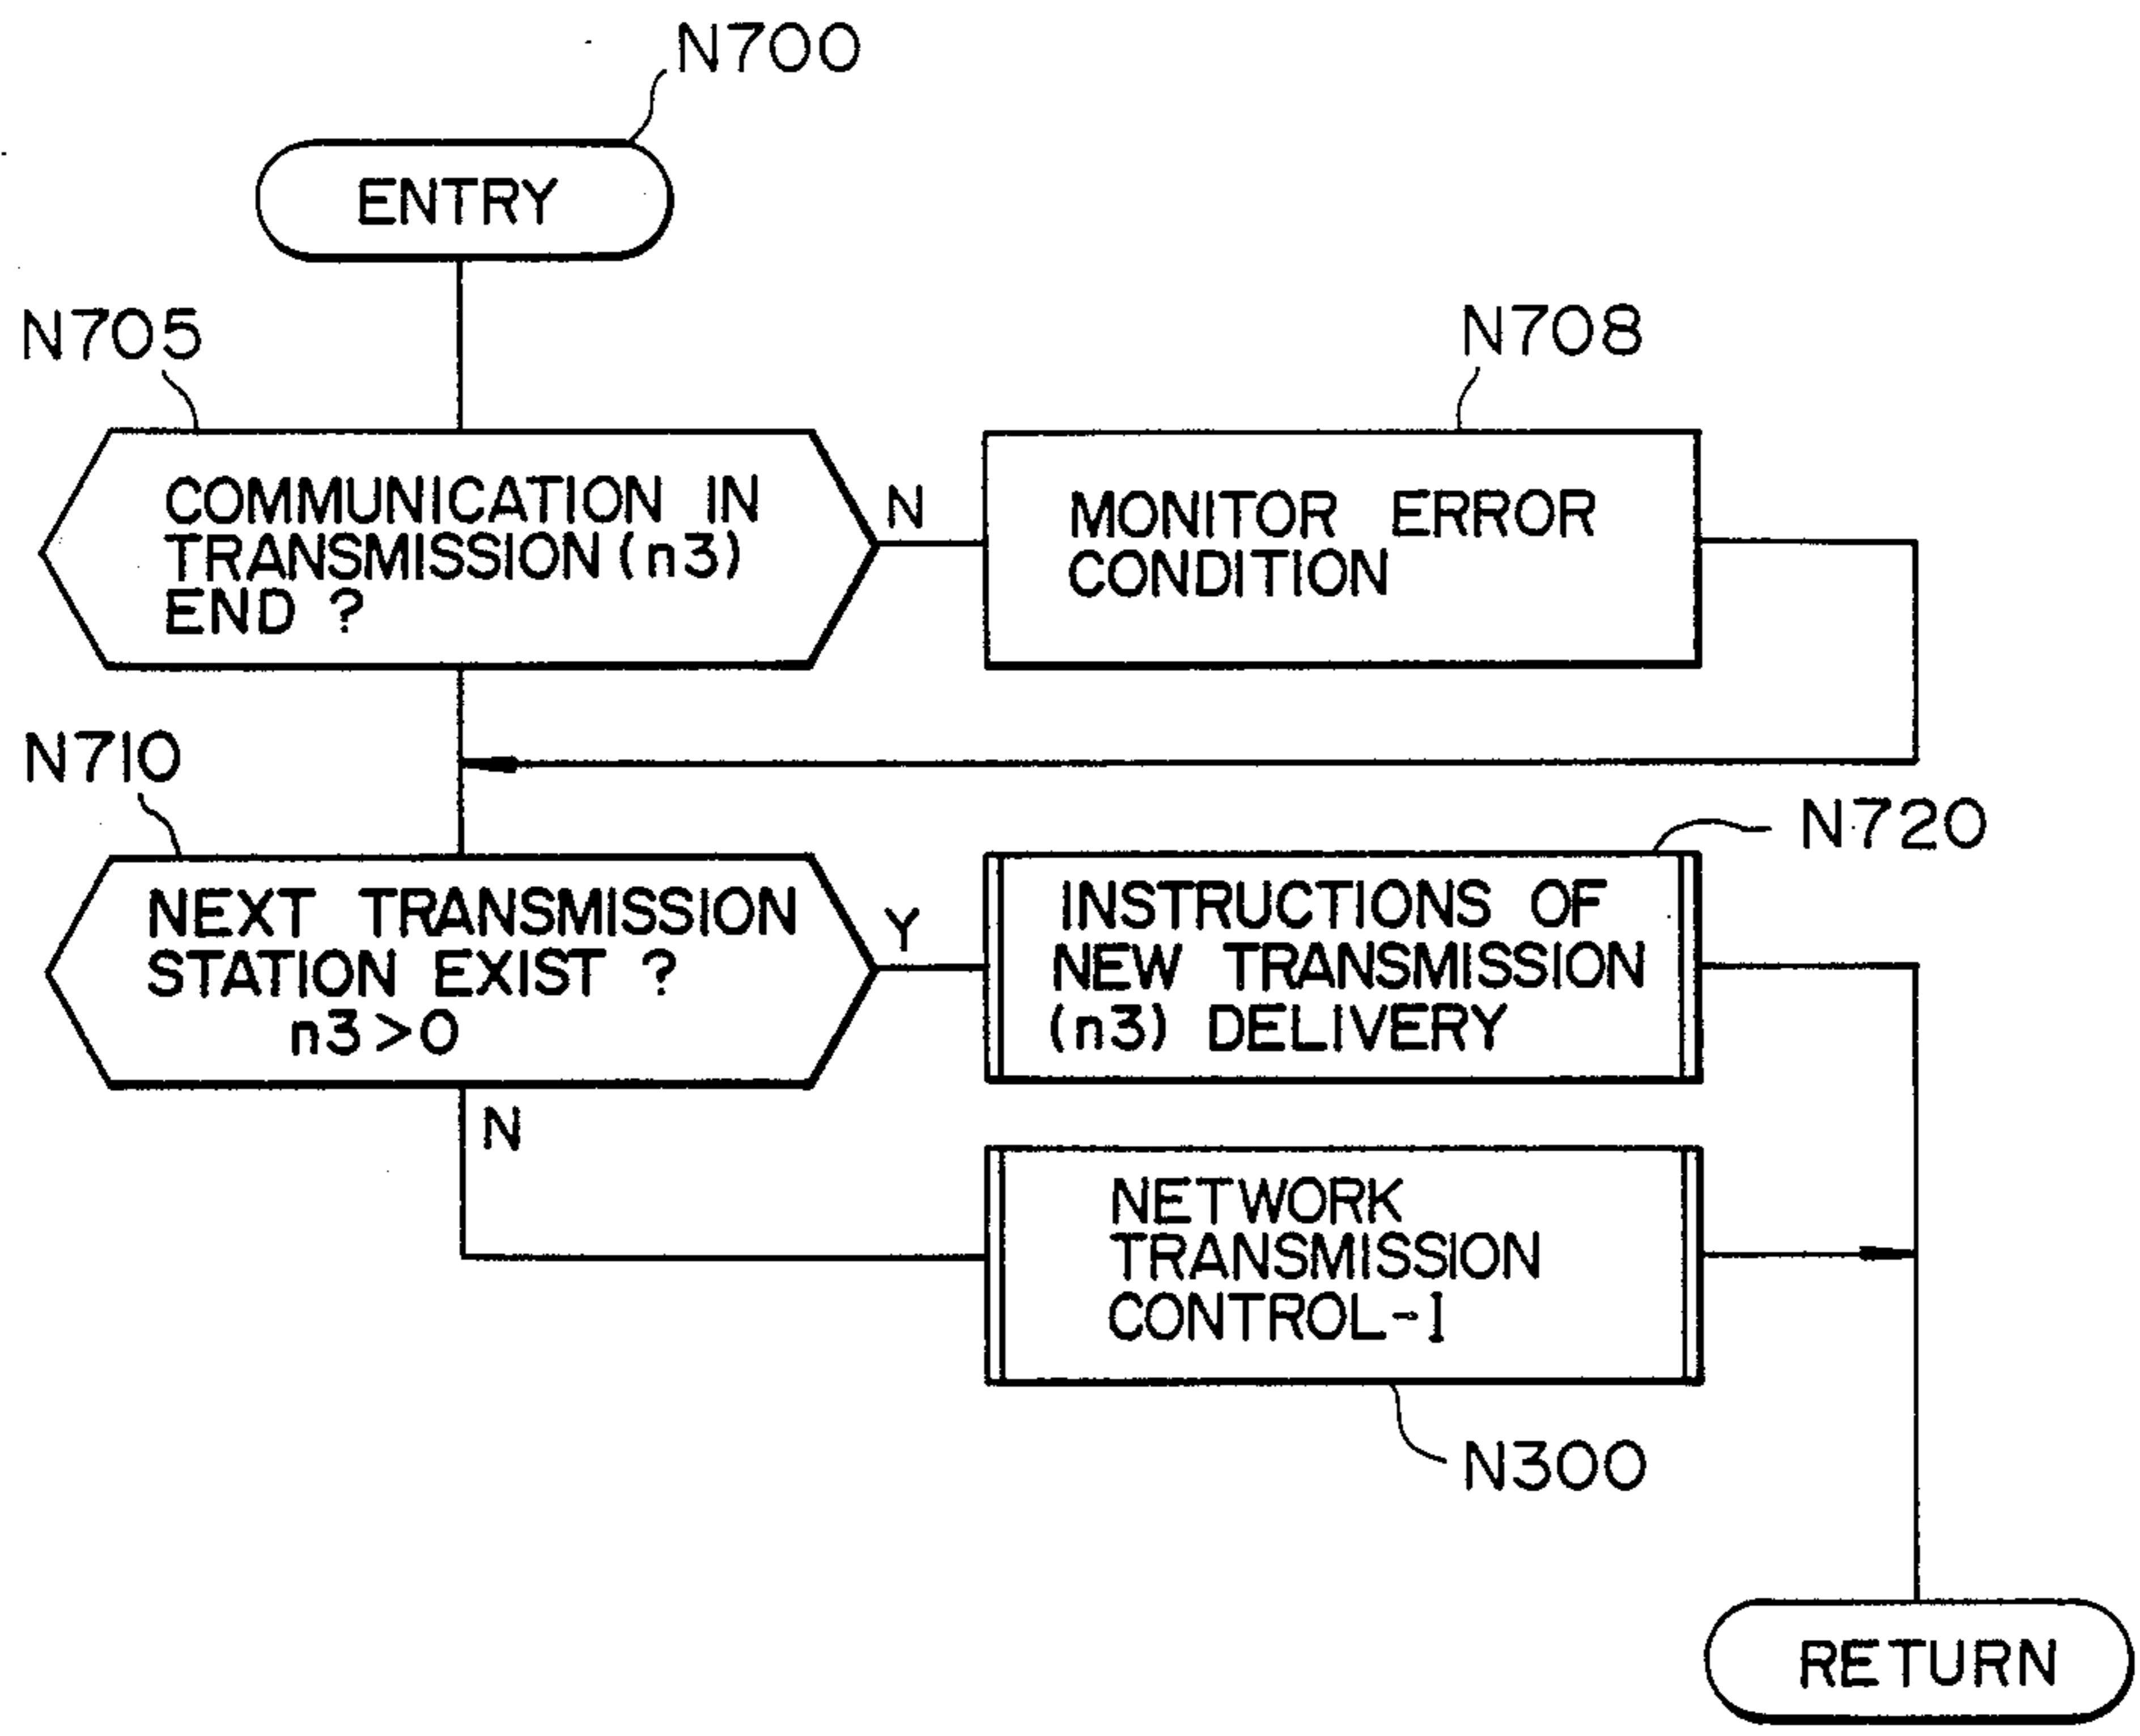 N700
ENTRY
N705
N708
COMMUNICATION IN
TRANSMISSION (n3)
END ?
N
MONITOR ERROR
CONDITION
N710
N720
NEXT TRANSMISSION
STATION EXIST ?
n3>0
Y
INSTRUCTIONS OF
NEW TRANSMISSION
(n3) DELIVERY
N
NETWORK
TRANSMISSION
CONTROL-I
N300
RETURN